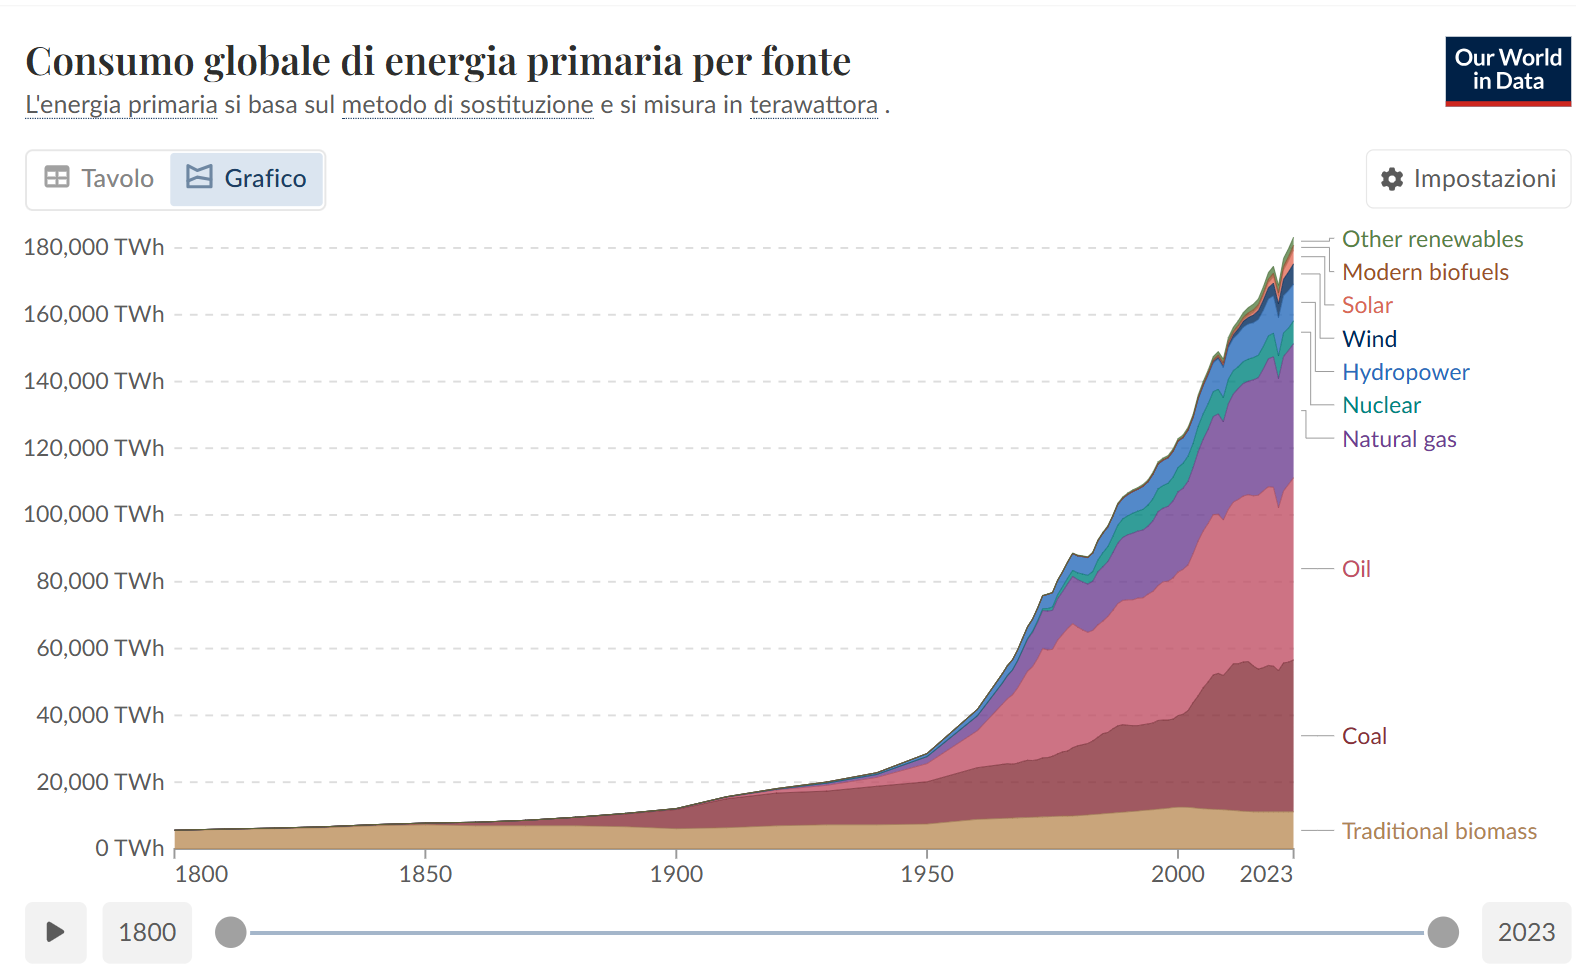 Consumo globale di energia primaria per fonte
L'energia primaria si basa sul metodo di sostituzione e si misura in terawattora .
Our World
in Data
Tavolo
Grafico
Impostazioni
180,000 TWh
160,000 TWh
140,000 TWh
120,000 TWh
100,000 TWh
80,000 TWh
60,000 TWh
40,000 TWh
20,000 TWh
0 TWh
Other renewables
Modern biofuels
Solar
Wind
Hydropower
Nuclear
Natural gas
Oil
Coal
Traditional biomass
1800
1850
1900
1950
2000
2023
1800
2023